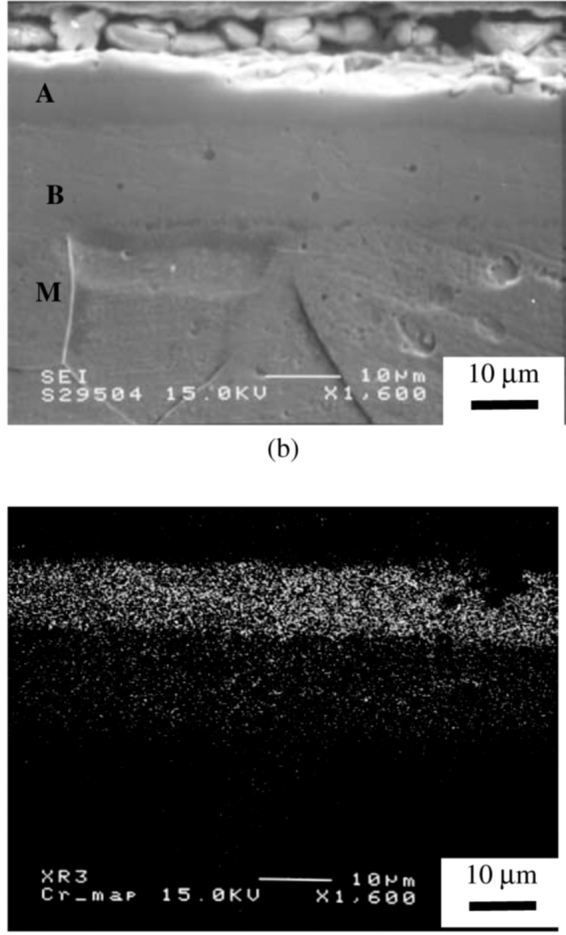 A
B
M
SEI 10μm
S29504 15.0KV X1,600
10 μm
(b)
XR3 10μm
Cr_map 15.0KV X1,600
10 μm